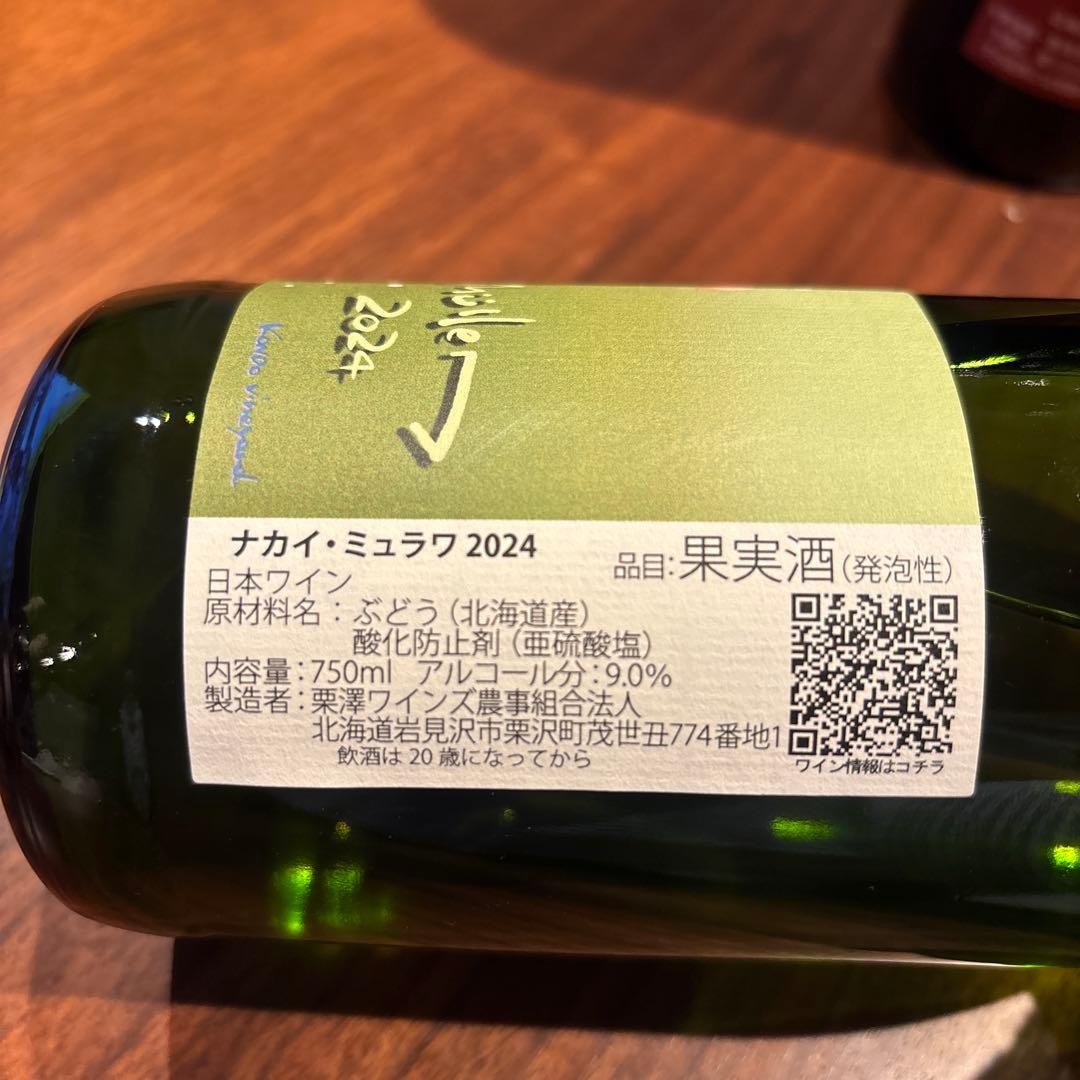 2024
Kondo vineyard
ナカイ・ミュラワ 2024
品目:果実酒(発泡性)
日本ワイン
原材料名:ぶどう(北海道産)
酸化防止剤(亜硫酸塩)
内容量:750ml アルコール分:9.0%
製造者:栗澤ワインズ農事組合法人
北海道岩見沢市栗沢町茂世丑774番地1
飲酒は20歳になってから
ワイン情報はコチラ